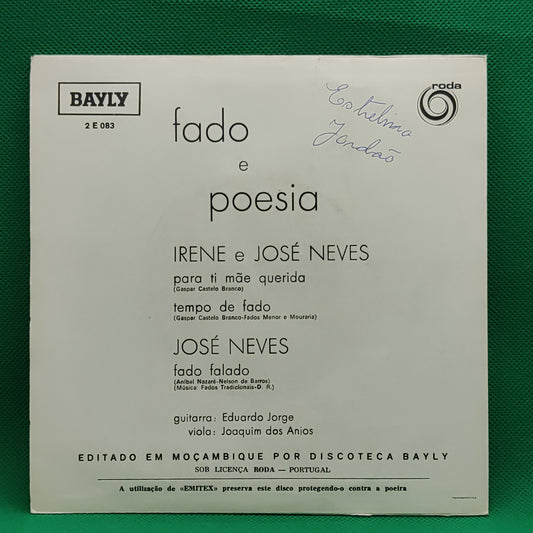 BAYLY
2 E 083
roda
Estrelina
Jordão
fado
e
poesia
IRENE e JOSÉ NEVES
para ti mãe querida
(Gaspar Castelo Branco)
tempo de fado
(Gaspar Castelo Branco-Fados Menor e Mouraria)
JOSÉ NEVES
fado falado
(Aníbal Nazaré-Nelson de Barros)
(Música: Fados Tradicionais-D. R.)
guitarra: Eduardo Jorge
viola: Joaquim dos Anjos
EDITADO EM MOÇAMBIQUE POR DISCOTECA BAYLY
SOB LICENÇA RODA — PORTUGAL
A utilização de «EMITEX» preserva este disco protegendo-o contra a poeira